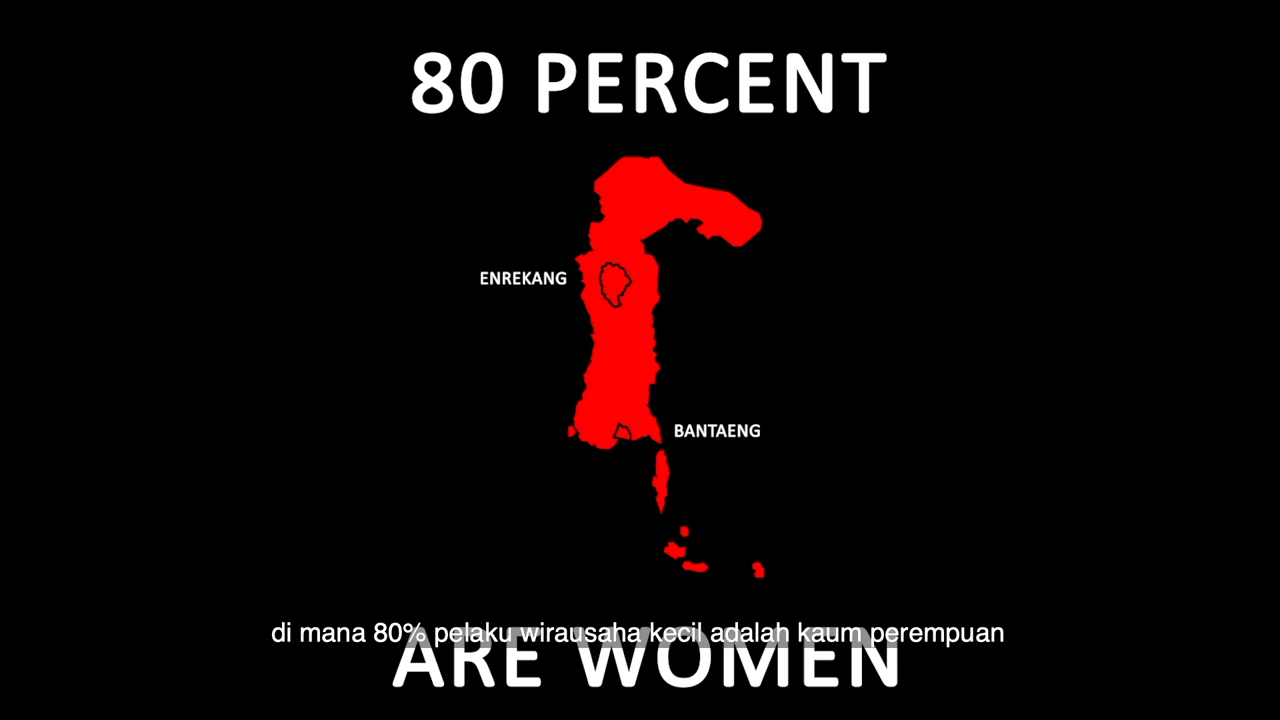 80 PERCENT
ENREKANG
BANTAENG
di mana 80% pelaku wirausaha kecil adalah kaum perempuan
ARE WOMEN